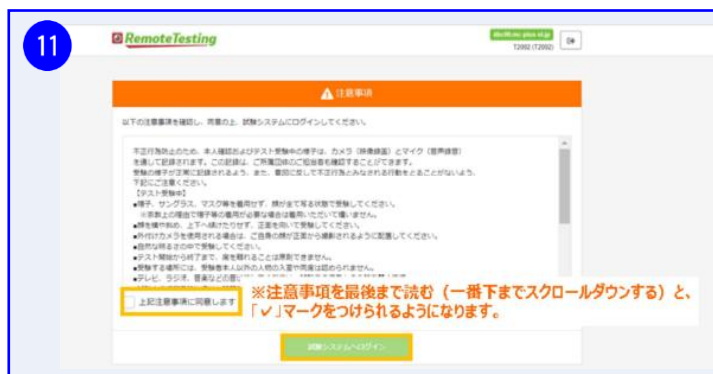 11
RemoteTesting
T2002 (T2002)
注意事項
以下の注意事項を確認し、同意の上、試験システムにログインしてください。
不正行為防止のため、本人確認およびテスト受験中の様子は、カメラ（映像録画）とマイク（音声録音）
を通して記録されます。この記録は、ご所属団体のご担当者も確認することができます。
受験の様子が正常に記録されるよう、また、意図に反して不正行為とみなされる行動をとることがないよう、
下記にご注意ください。
【テスト受験中】
●帽子、サングラス、マスク等を着用せず、顔が全て写る状態で受験してください。
※宗教上の理由で帽子等の着用が必要な場合は着用いただいて構いません。
●顔を横や斜め、上下へ傾けたりせず、正面を向いて受験してください。
●外付けカメラを使用される場合は、ご自身の顔が正面から撮影されるように配置してください。
●自然な明るさの中で受験してください。
●テスト開始から終了まで、席を離れることは原則できません。
●受験する場所には、受験者本人以外の人物の入室や同席は認められません。
●テレビ、ラジオ、音楽などの音
上記注意事項に同意します
※注意事項を最後まで読む（一番下までスクロールダウンする）と、
「✓」マークをつけられるようになります。
試験システムへログイン